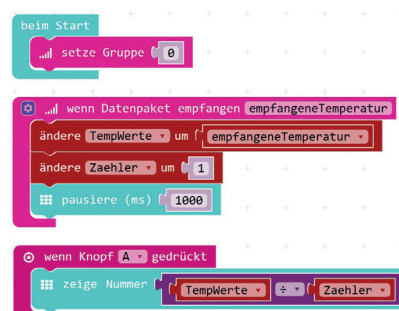 beim Start
setze Gruppe 0
wenn Datenpaket empfangen empfangeneTemperatur
ändere TempWerte um empfangeneTemperatur
ändere Zaehler um 1
pausiere (ms) 1000
wenn Knopf A gedrückt
zeige Nummer TempWerte ÷ Zaehler